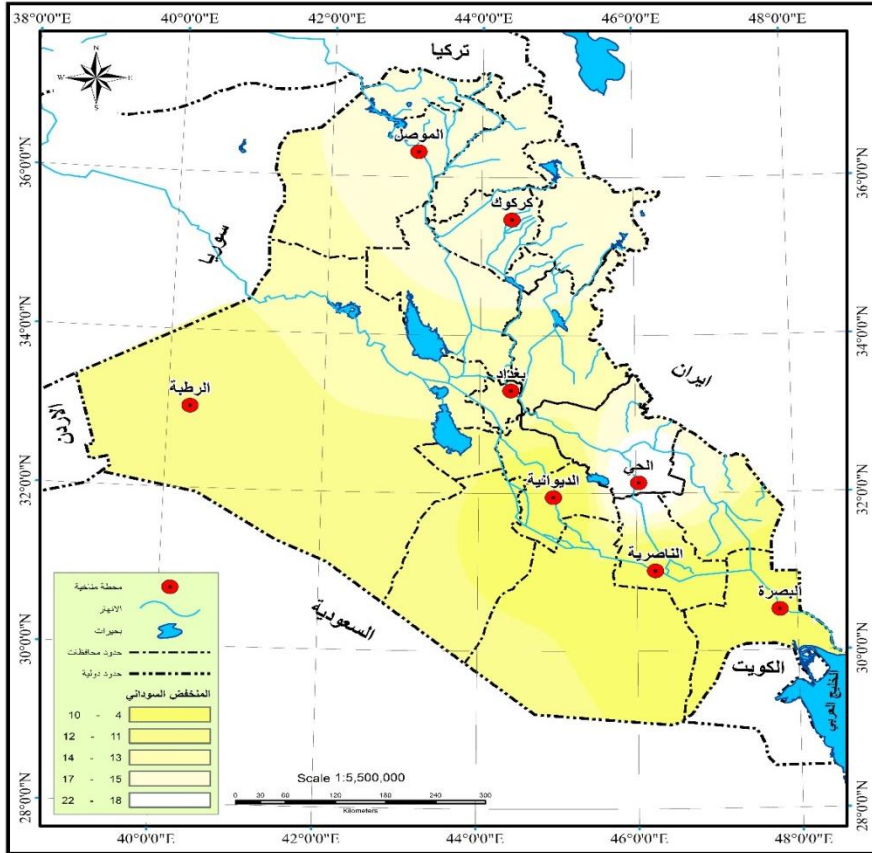 38°0'0"E 40°0'0"E 42°0'0"E 44°0'0"E 46°0'0"E 48°0'0"E
N
W E
S
تركيا
الموصل
36°0'0"N
36°0'0"N
كركوك
سوريا
34°0'0"N
34°0'0"N
ايران
بغداد
الرطبة
الاردن
الحي
الديوانية
32°0'0"N
32°0'0"N
الناصرية
البصرة
السعودية
30°0'0"N
30°0'0"N
الكويت
الخليج العربي
محطة مناخية
الانهار
بحيرات
حدود محافظات
حدود دولية
المنخفض السوداني
4 - 10
11 - 12
13 - 14
15 - 17
18 - 22
Scale 1:5,500,000
0 30 60 120 180 240 300
Kilometers
28°0'0"N
28°0'0"N
40°0'0"E 42°0'0"E 44°0'0"E 46°0'0"E 48°0'0"E